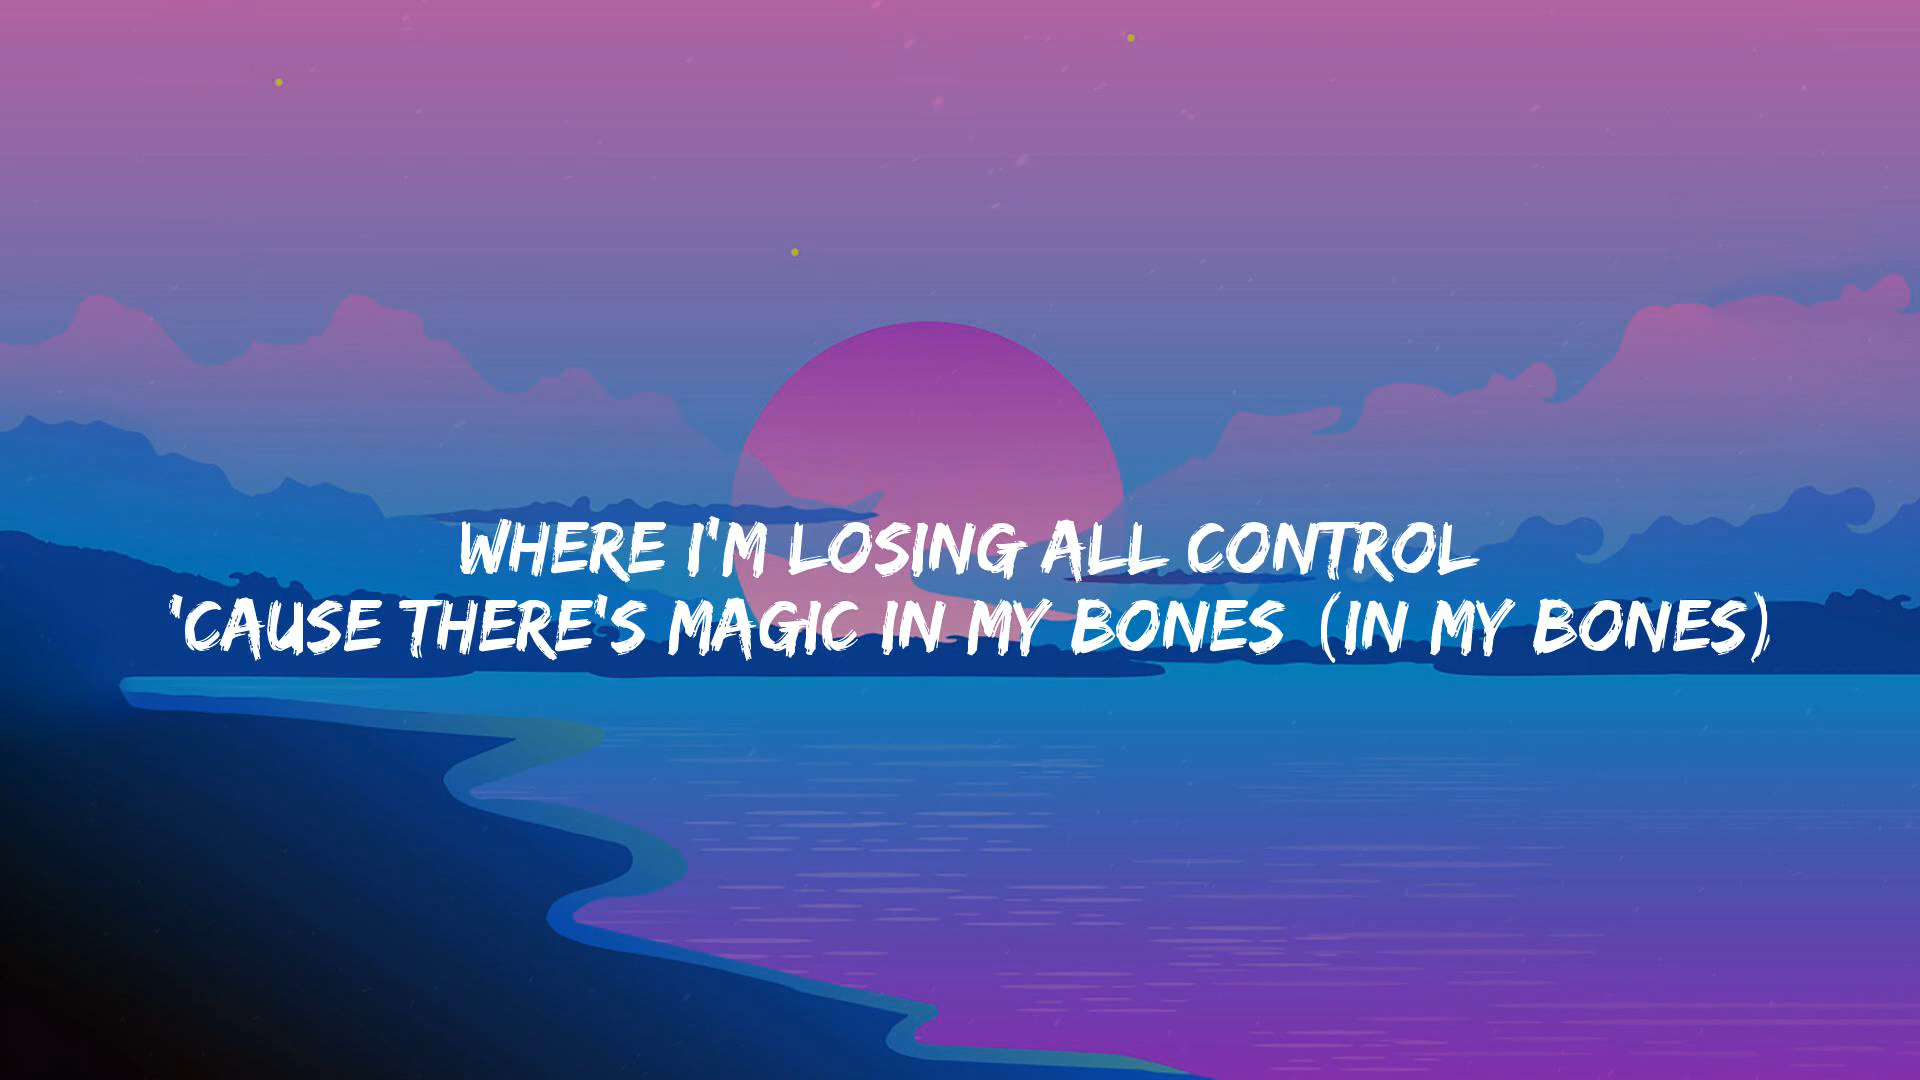 WHERE I'M LOSING ALL CONTROL
'CAUSE THERE'S MAGIC IN MY BONES (IN MY BONES)